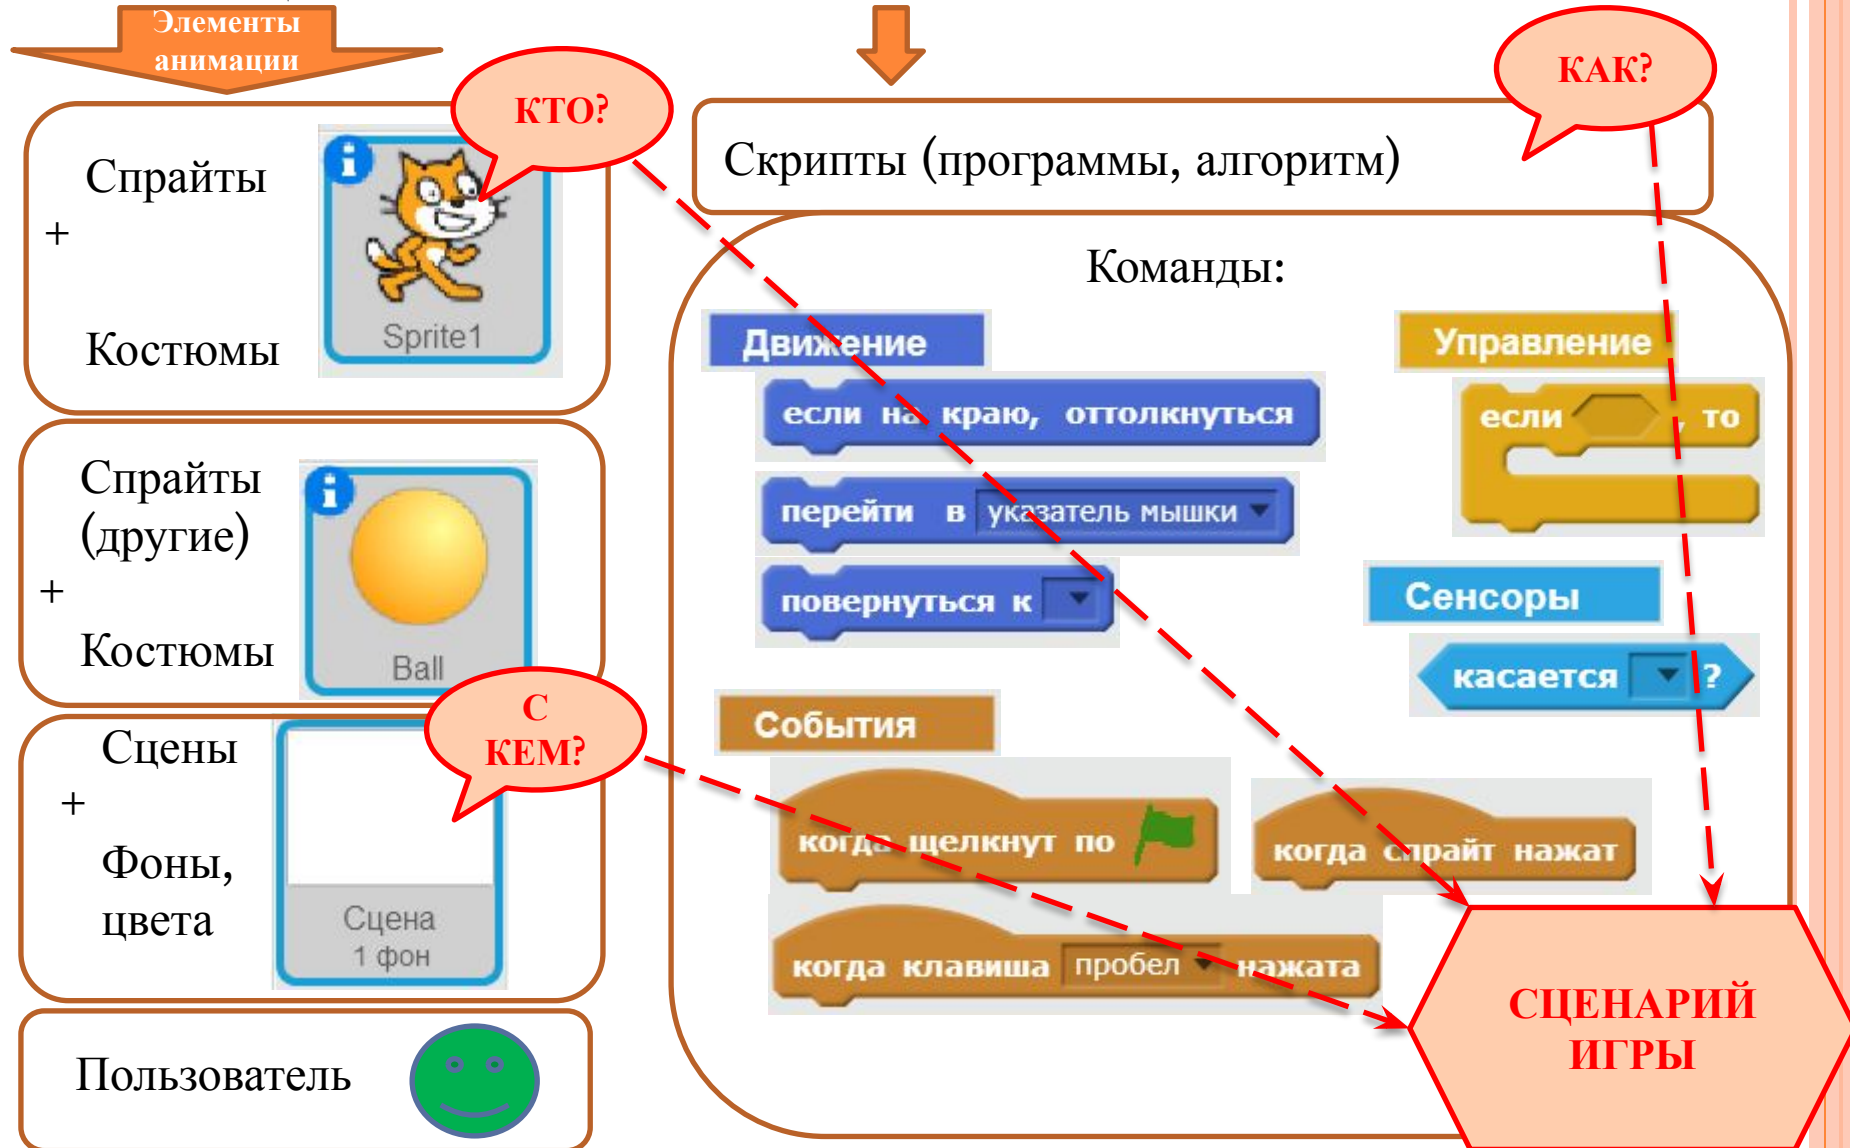 Элементы
анимации
КТО?
КАК?
Спрайты
+
Костюмы
Sprite1
Скрипты (программы, алгоритм)
Команды:
Движение
если на краю, оттолкнуться
перейти в указатель мышки
повернуться к
Управление
если , то
Сенсоры
касается ?
Спрайты
(другие)
+
Костюмы
Ball
С
КЕМ?
Сцены
+
Фоны,
цвета
Сцена
1 фон
События
когда щелкнут по
когда спрайт нажат
когда клавиша пробел нажата
СЦЕНАРИЙ
ИГРЫ
Пользователь